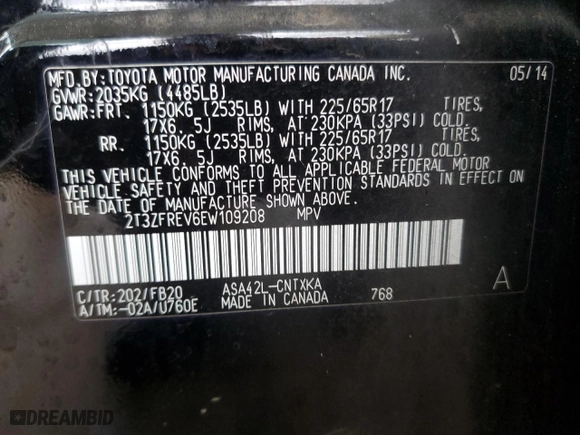 MFD.BY:TOYOTA MOTOR MANUFACTURING CANADA INC. 05/14
GVWR:2035KG (4485LB)
GAWR:FRT. 1150KG (2535LB) WITH 225/65R17 TIRES,
17X6.5J RIMS, AT 230KPA (33PSI) COLD.
RR. 1150KG (2535LB) WITH 225/65R17 TIRES,
17X6.5J RIMS, AT 230KPA (33PSI) COLD.
THIS VEHICLE CONFORMS TO ALL APPLICABLE FEDERAL MOTOR
VEHICLE SAFETY AND THEFT PREVENTION STANDARDS IN EFFECT ON
THE DATE OF MANUFACTURE SHOWN ABOVE.
2T3ZFREV6EW109208 MPV
C/TR:202/FB20 ASA42L-CNTXKA A
A/TM:-02A/U760E MADE IN CANADA 768
DREAMBID